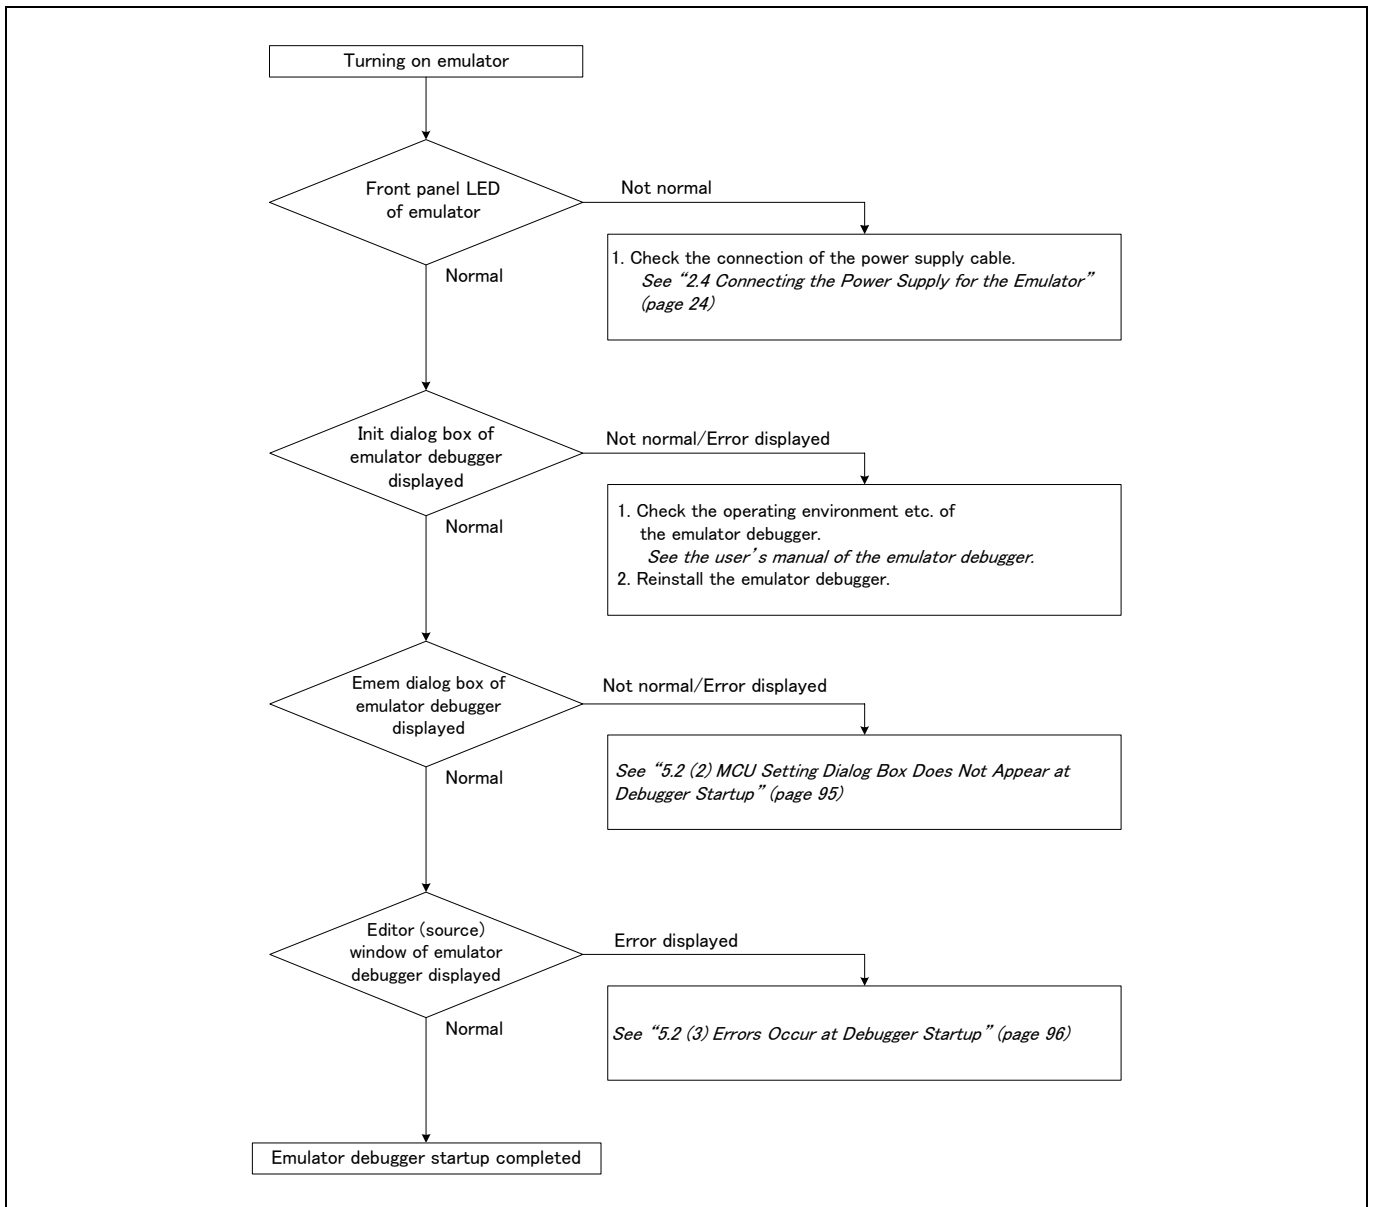 Turning on emulator
Front panel LED
of emulator
Not normal
1. Check the connection of the power supply cable.
See “2.4 Connecting the Power Supply for the Emulator”
(page 24)
Normal
Init dialog box of
emulator debugger
displayed
Not normal/Error displayed
1. Check the operating environment etc. of
the emulator debugger.
See the user’s manual of the emulator debugger.
2. Reinstall the emulator debugger.
Normal
Emem dialog box of
emulator debugger
displayed
Not normal/Error displayed
See “5.2 (2) MCU Setting Dialog Box Does Not Appear at
Debugger Startup” (page 95)
Normal
Editor (source)
window of emulator
debugger displayed
Error displayed
See “5.2 (3) Errors Occur at Debugger Startup” (page 96)
Normal
Emulator debugger startup completed